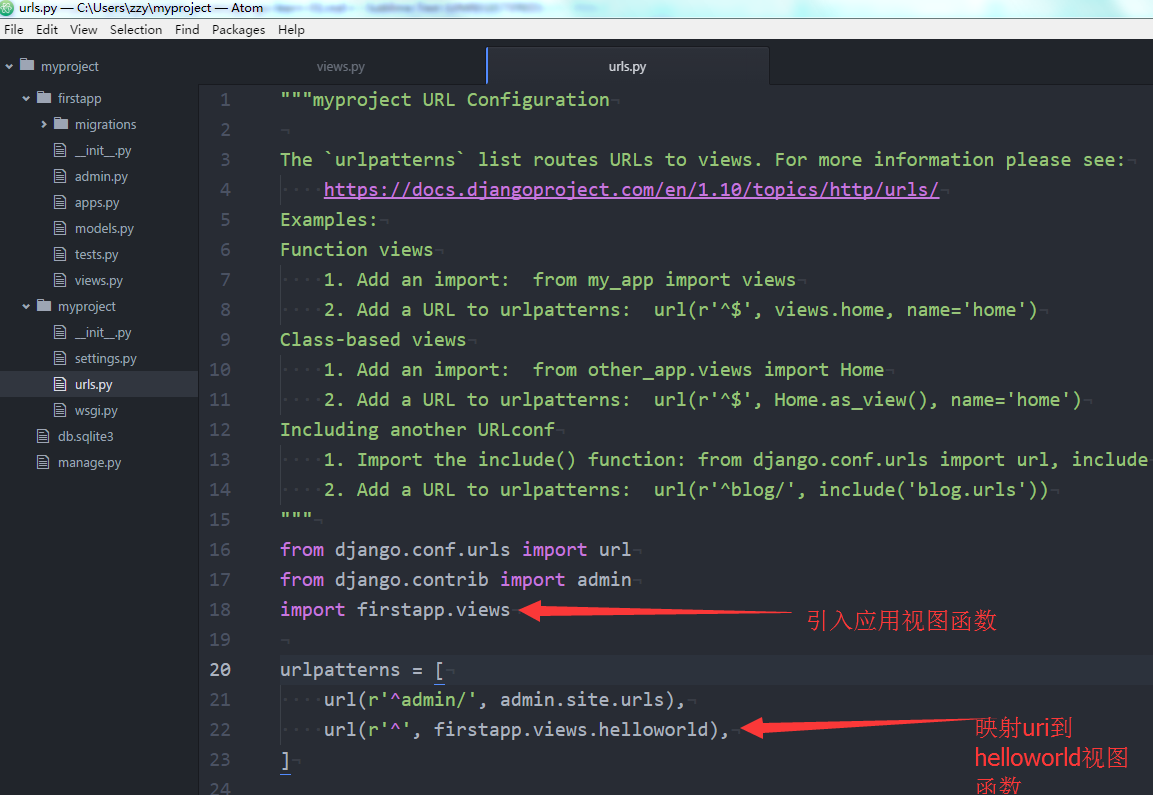 urls.py — C:\Users\zzy\myproject — Atom
File Edit View Selection Find Packages Help
myproject
firstapp
migrations
__init__.py
admin.py
apps.py
models.py
tests.py
views.py
myproject
__init__.py
settings.py
urls.py
wsgi.py
db.sqlite3
manage.py
views.py
urls.py
1 """myproject URL Configuration
2
3 The `urlpatterns` list routes URLs to views. For more information please see:
4 https://docs.djangoproject.com/en/1.10/topics/http/urls/
5 Examples:
6 Function views
7 1. Add an import:  from my_app import views
8 2. Add a URL to urlpatterns:  url(r'^$', views.home, name='home')
9 Class-based views
10 1. Add an import:  from other_app.views import Home
11 2. Add a URL to urlpatterns:  url(r'^$', Home.as_view(), name='home')
12 Including another URLconf
13 1. Import the include() function: from django.conf.urls import url, include
14 2. Add a URL to urlpatterns:  url(r'^blog/', include('blog.urls'))
15 """
16 from django.conf.urls import url
17 from django.contrib import admin
18 import firstapp.views
引入应用视图函数
19
20 urlpatterns = [
21 url(r'^admin/', admin.site.urls),
22 url(r'^', firstapp.views.helloworld),
23 ]
24
映射uri到
helloworld视图
函数